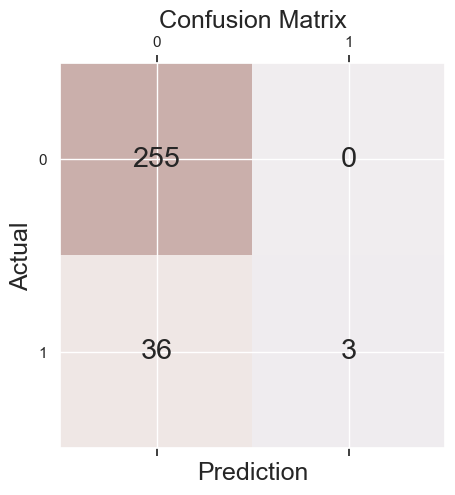 Confusion Matrix
0 1
0 255 0
Actual
1 36 3
Prediction